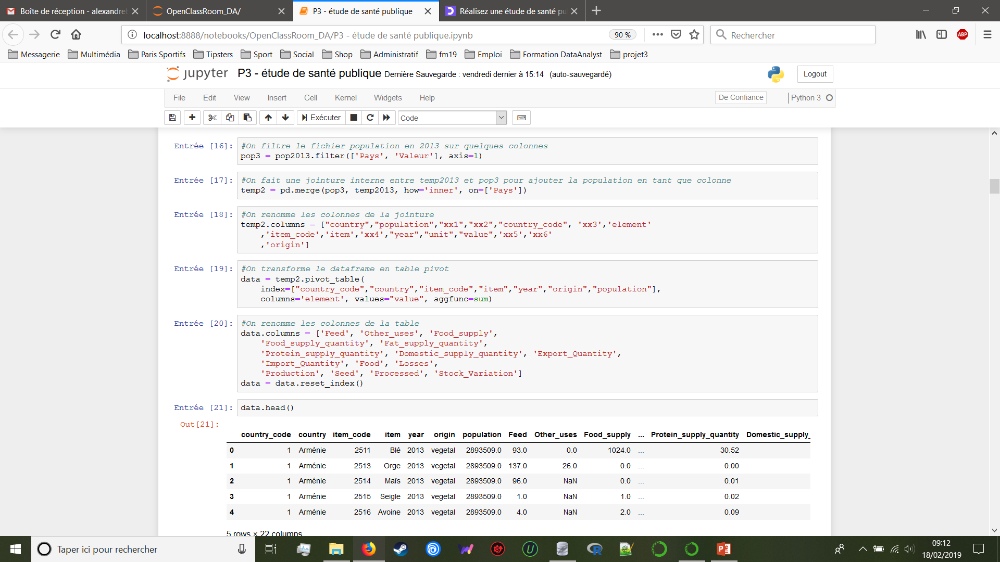 Boîte de réception - alexandre
OpenClassRoom_DA/
P3 - étude de santé publique
Réalisez une étude de santé pu
localhost:8888/notebooks/OpenClassRoom_DA/P3 - étude de santé publique.ipynb
90 %
Rechercher
ABP
Messagerie
Multimédia
Paris Sportifs
Tipsters
Sport
Social
Shop
Administratif
fm19
Emploi
Formation DataAnalyst
projet3
jupyter P3 - étude de santé publique Dernière Sauvegarde : vendredi dernier à 15:14 (auto-sauvegardé)
Logout
File Edit View Insert Cell Kernel Widgets Help
De Confiance
Python 3
Exécuter
Code
Entrée [16]: #On filtre le fichier population en 2013 sur quelques colonnes
pop3 = pop2013.filter(['Pays', 'Valeur'], axis=1)
Entrée [17]: #On fait une jointure interne entre temp2013 et pop3 pour ajouter la population en tant que colonne
temp2 = pd.merge(pop3, temp2013, how='inner', on=['Pays'])
Entrée [18]: #On renomme les colonnes de la jointure
temp2.columns = ["country","population","xx1","xx2","country_code", 'xx3','element'
,'item_code','item','xx4',"year","unit","value",'xx5','xx6'
,'origin']
Entrée [19]: #On transforme le dataframe en table pivot
data = temp2.pivot_table(
index=["country_code","country","item_code","item","year","origin","population"],
columns='element', values="value", aggfunc=sum)
Entrée [20]: #On renomme les colonnes de la table
data.columns = ['Feed', 'Other_uses', 'Food_supply',
'Food_supply_quantity', 'Fat_supply_quantity',
'Protein_supply_quantity', 'Domestic_supply_quantity', 'Export_Quantity',
'Import_Quantity', 'Food', 'Losses',
'Production', 'Seed', 'Processed', 'Stock_Variation']
data = data.reset_index()
Entrée [21]: data.head()
Out[21]:
country_code country item_code item year origin population Feed Other_uses Food_supply ... Protein_supply_quantity Domestic_supply_
0 1 Arménie 2511 Blé 2013 vegetal 2893509.0 93.0 0.0 1024.0 ... 30.52
1 1 Arménie 2513 Orge 2013 vegetal 2893509.0 137.0 26.0 0.0 ... 0.00
2 1 Arménie 2514 Maïs 2013 vegetal 2893509.0 96.0 NaN 0.0 ... 0.01
3 1 Arménie 2515 Seigle 2013 vegetal 2893509.0 1.0 NaN 1.0 ... 0.02
4 1 Arménie 2516 Avoine 2013 vegetal 2893509.0 4.0 NaN 2.0 ... 0.09
5 rows × 22 columns
Taper ici pour rechercher
09:12
18/02/2019